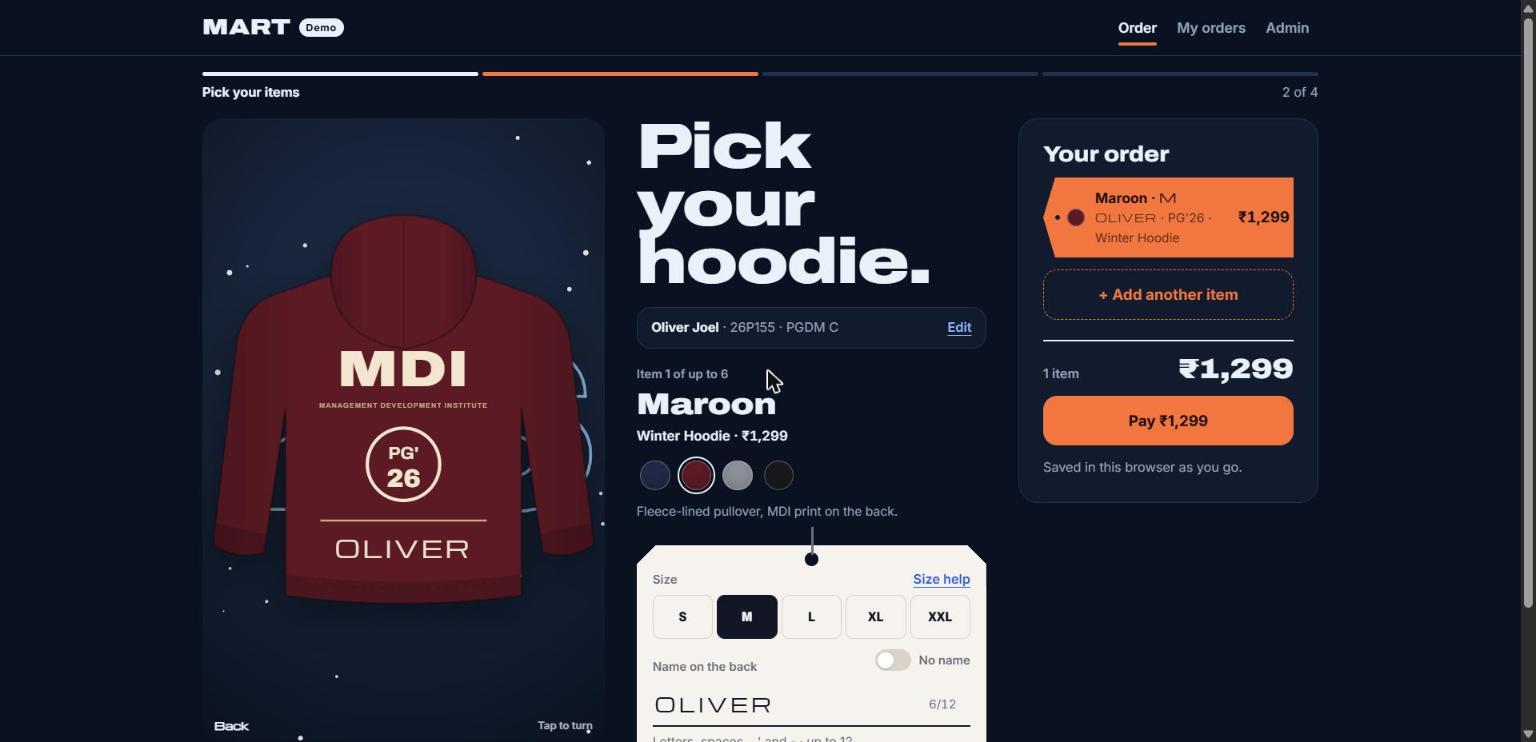 MART Demo
Order My orders Admin
Pick your items
2 of 4
MDI
MANAGEMENT DEVELOPMENT INSTITUTE
PG'
26
OLIVER
Back
Tap to turn
Pick
your
hoodie.
Oliver Joel · 26P155 · PGDM C
Edit
Item 1 of up to 6
Maroon
Winter Hoodie · ₹1,299
Fleece-lined pullover, MDI print on the back.
Size
Size help
S M L XL XXL
Name on the back
No name
OLIVER
6/12
Your order
Maroon · M
OLIVER · PG'26 ·
Winter Hoodie
₹1,299
+ Add another item
1 item
₹1,299
Pay ₹1,299
Saved in this browser as you go.